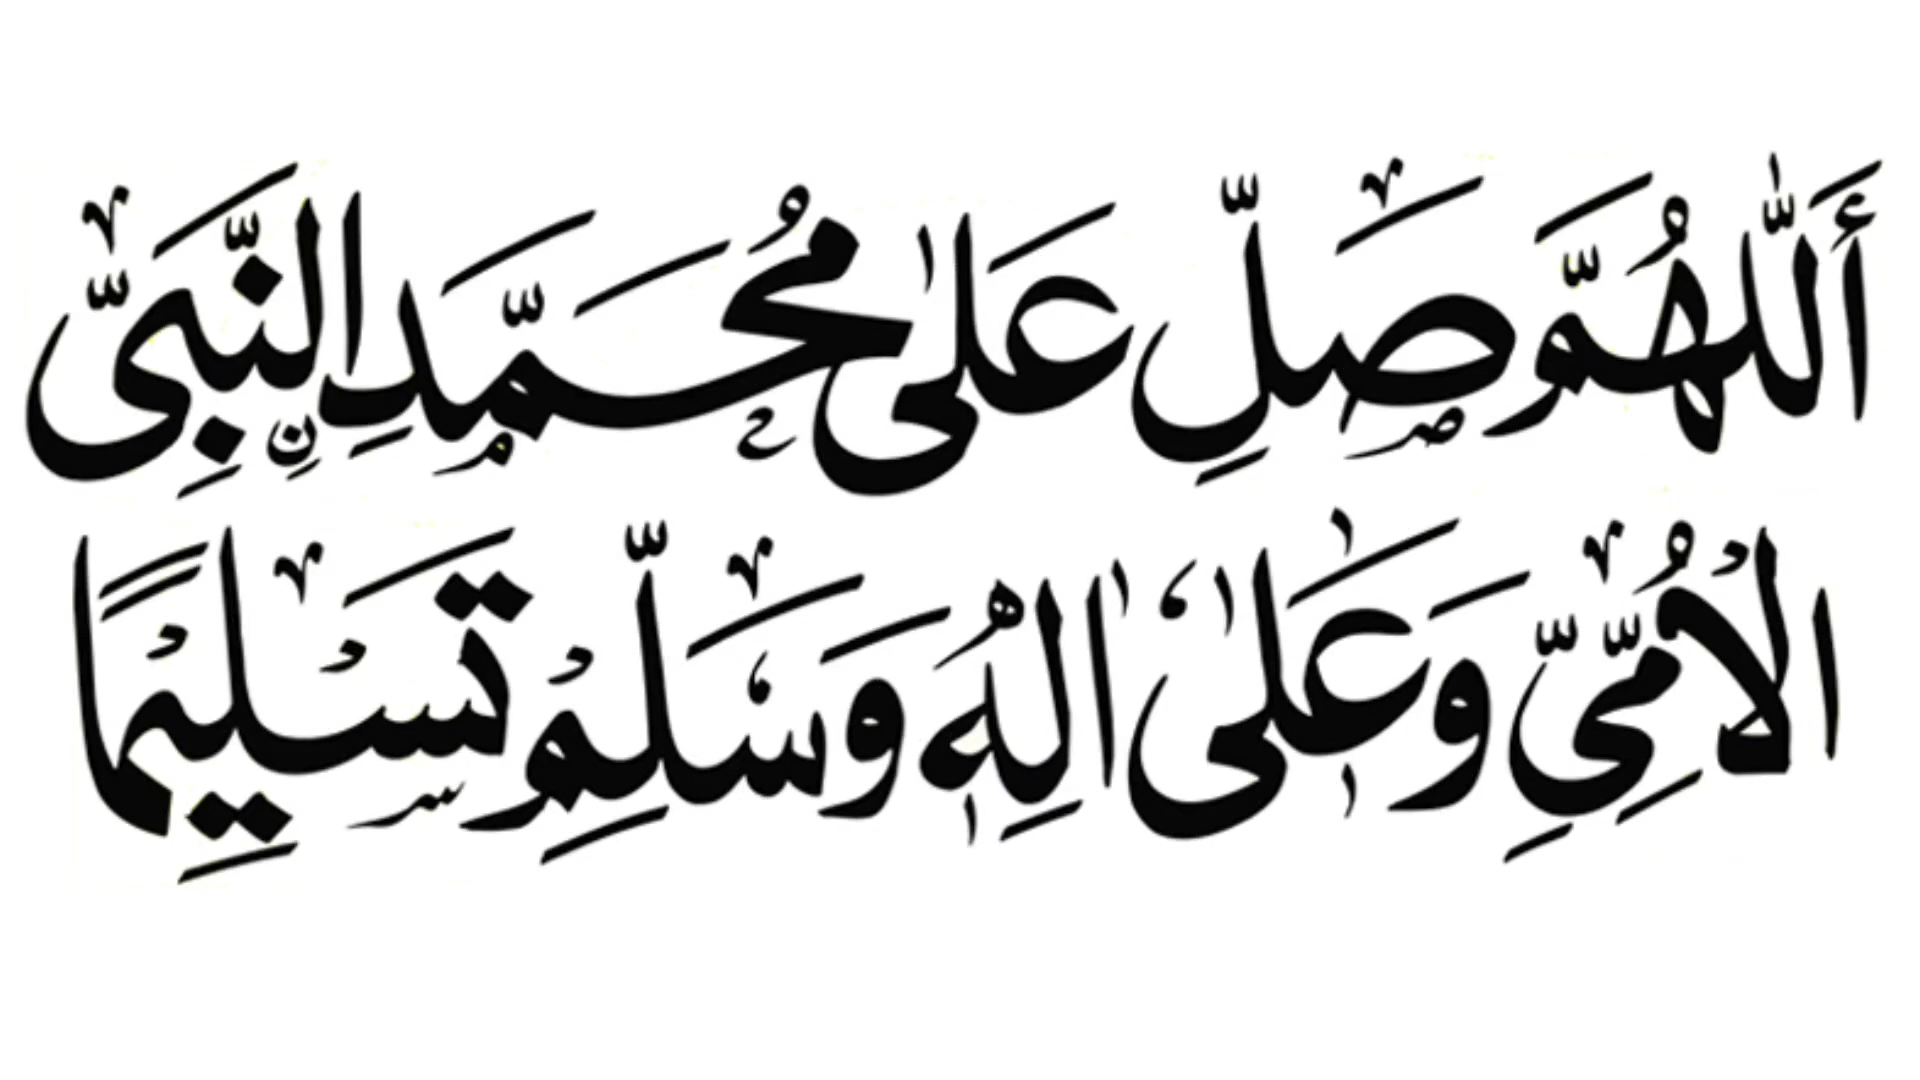 أَللّٰهُمَّ صَلِّ عَلٰى مُحَمَّدِ نِ النَّبِىِّ
الْاُمِّىِّ وَعَلٰى اٰلِهٖ وَسَلِّمْ تَسْلِيْمًا